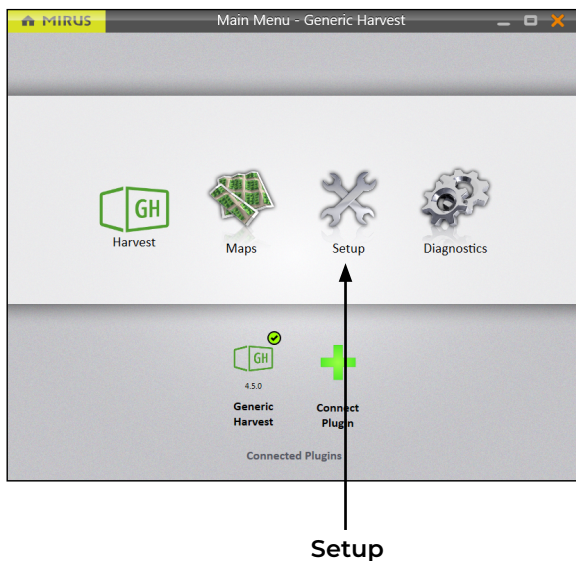 MIRUS
Main Menu - Generic Harvest
GH
Harvest
Maps
Setup
Diagnostics
GH
4.5.0
Generic
Harvest
Connect
Plugin
Connected Plugins
Setup